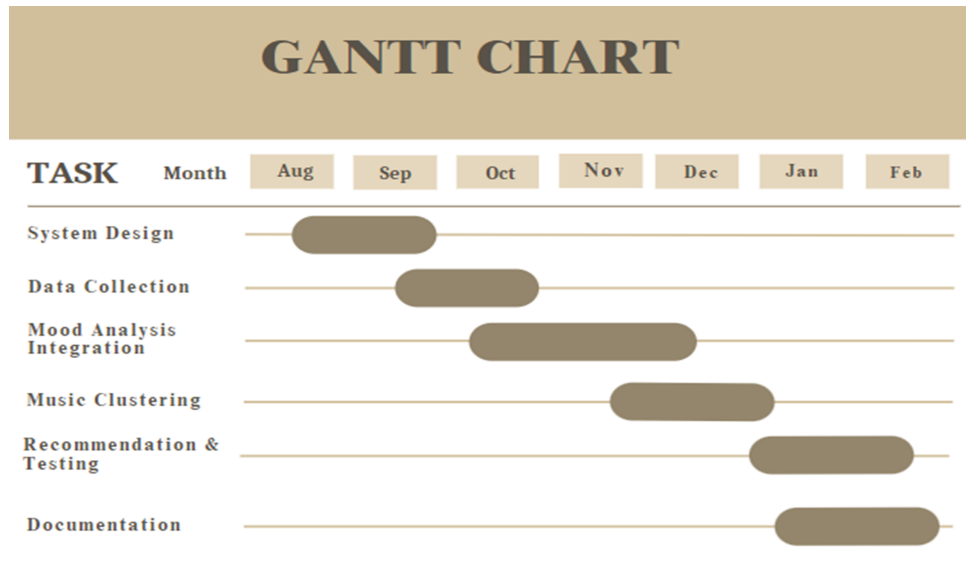 GANTT CHART
TASK Month Aug Sep Oct Nov Dec Jan Feb
System Design
Data Collection
Mood Analysis
Integration
Music Clustering
Recommendation &
Testing
Documentation